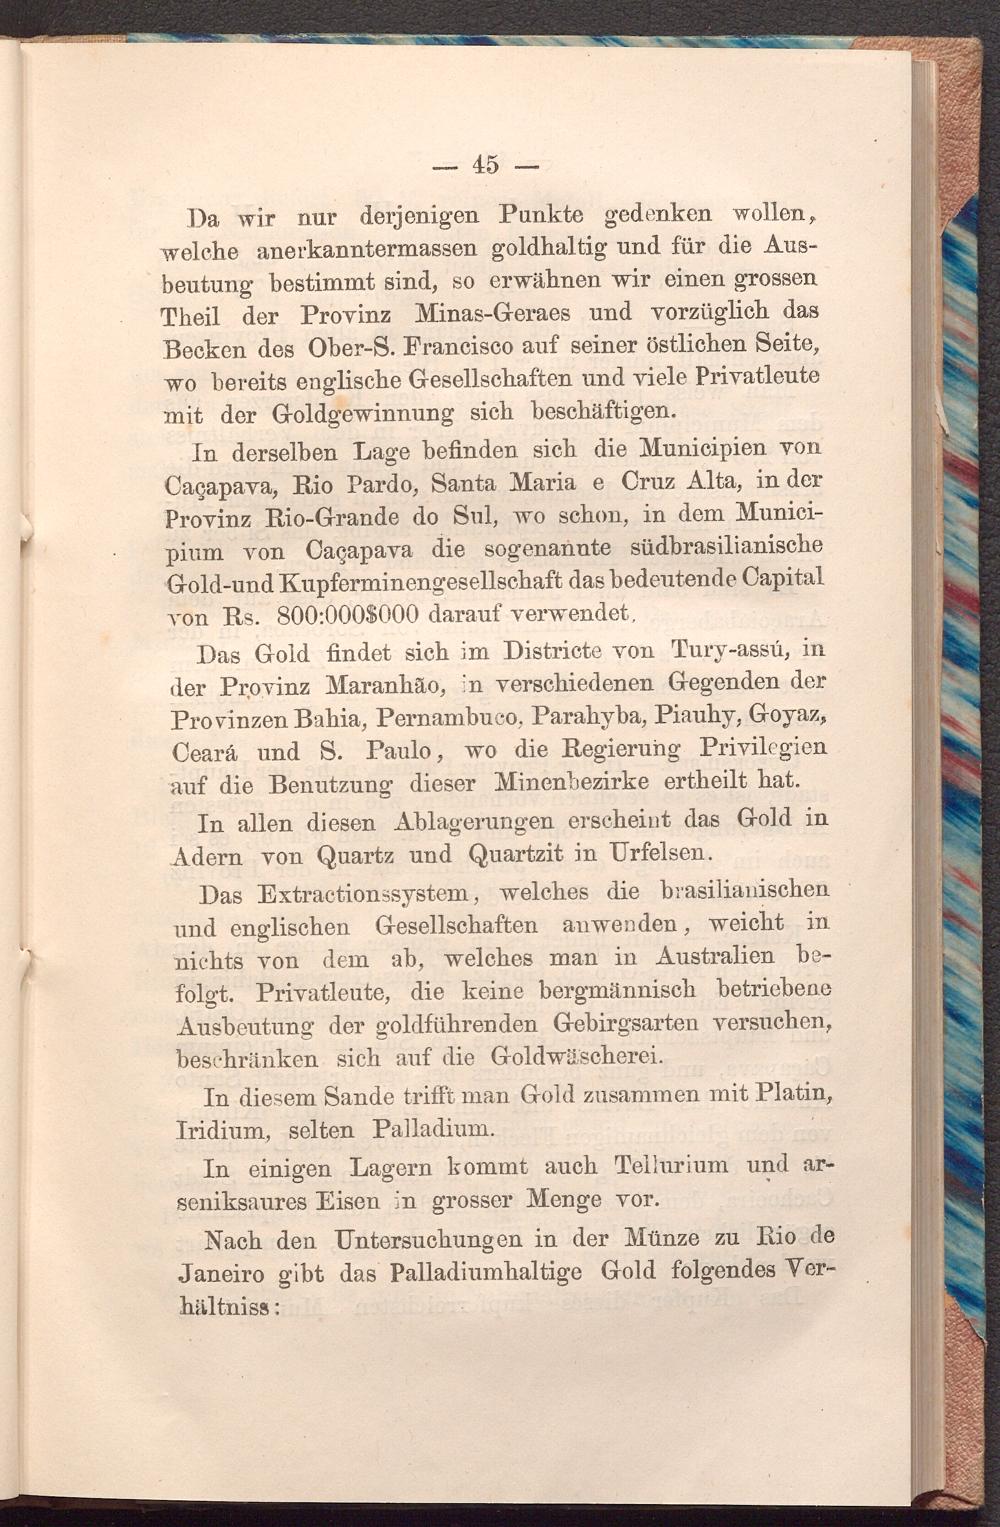 — 45 —
Da wir nur derjenigen Punkte gedenken wollen,
welche anerkanntermassen goldhaltig und für die Aus-
beutung bestimmt sind, so erwähnen wir einen grossen
Theil der Provinz Minas-Geraes und vorzüglich das
Becken des Ober-S. Francisco auf seiner östlichen Seite,
wo bereits englische Gesellschaften und viele Privatleute
mit der Goldgewinnung sich beschäftigen.
In derselben Lage befinden sich die Municipien von
Caçapava, Rio Pardo, Santa Maria e Cruz Alta, in der
Provinz Rio-Grande do Sul, wo schon, in dem Munici-
pium von Caçapava die sogenannte südbrasilianische
Gold-und Kupferminengesellschaft das bedeutende Capital
von Rs. 800:000$000 darauf verwendet.
Das Gold findet sich im Districte von Tury-assú, in
der Provinz Maranhão, in verschiedenen Gegenden der
Provinzen Bahia, Pernambuco, Parahyba, Piauhy, Goyaz,
Ceará und S. Paulo, wo die Regierung Privilegien
auf die Benutzung dieser Minenbezirke ertheilt hat.
In allen diesen Ablagerungen erscheint das Gold in
Adern von Quartz und Quartzit in Urfelsen.
Das Extractionssystem, welches die brasilianischen
und englischen Gesellschaften anwenden, weicht in
nichts von dem ab, welches man in Australien be-
folgt. Privatleute, die keine bergmännisch betriebene
Ausbeutung der goldführenden Gebirgsarten versuchen,
beschränken sich auf die Goldwäscherei.
In diesem Sande trifft man Gold zusammen mit Platin,
Iridium, selten Palladium.
In einigen Lagern kommt auch Tellurium und ar-
seniksaures Eisen in grosser Menge vor.
Nach den Untersuchungen in der Münze zu Rio de
Janeiro gibt das Palladiumhaltige Gold folgendes Ver-
hältniss: